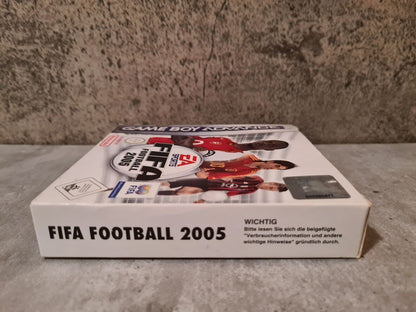 GAME BOY ADVANCE
EA
SPORTS
FIFA
FOOTBALL
2005
FIFA
FIFA FOOTBALL 2005
WICHTIG
Bitte lesen Sie sich die beigefügte
"Verbraucherinformation und andere
wichtige Hinweise" gründlich durch.